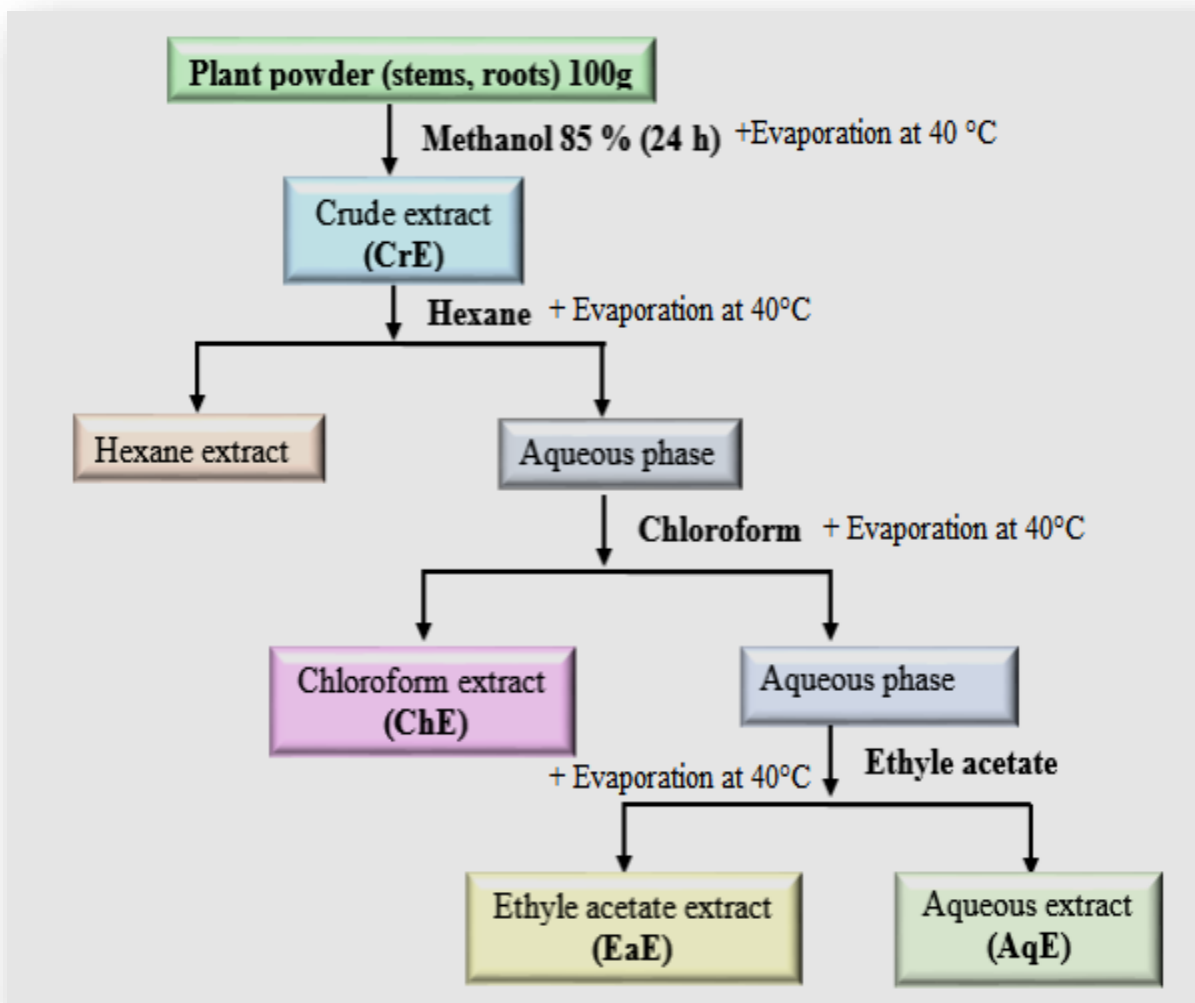 Plant powder (stems, roots) 100g
Methanol 85 % (24 h) +Evaporation at 40 °C
Crude extract
(CrE)
Hexane + Evaporation at 40°C
Hexane extract
Aqueous phase
Chloroform + Evaporation at 40°C
Chloroform extract
(ChE)
Aqueous phase
+ Evaporation at 40°C
Ethyle acetate
Ethyle acetate extract
(EaE)
Aqueous extract
(AqE)